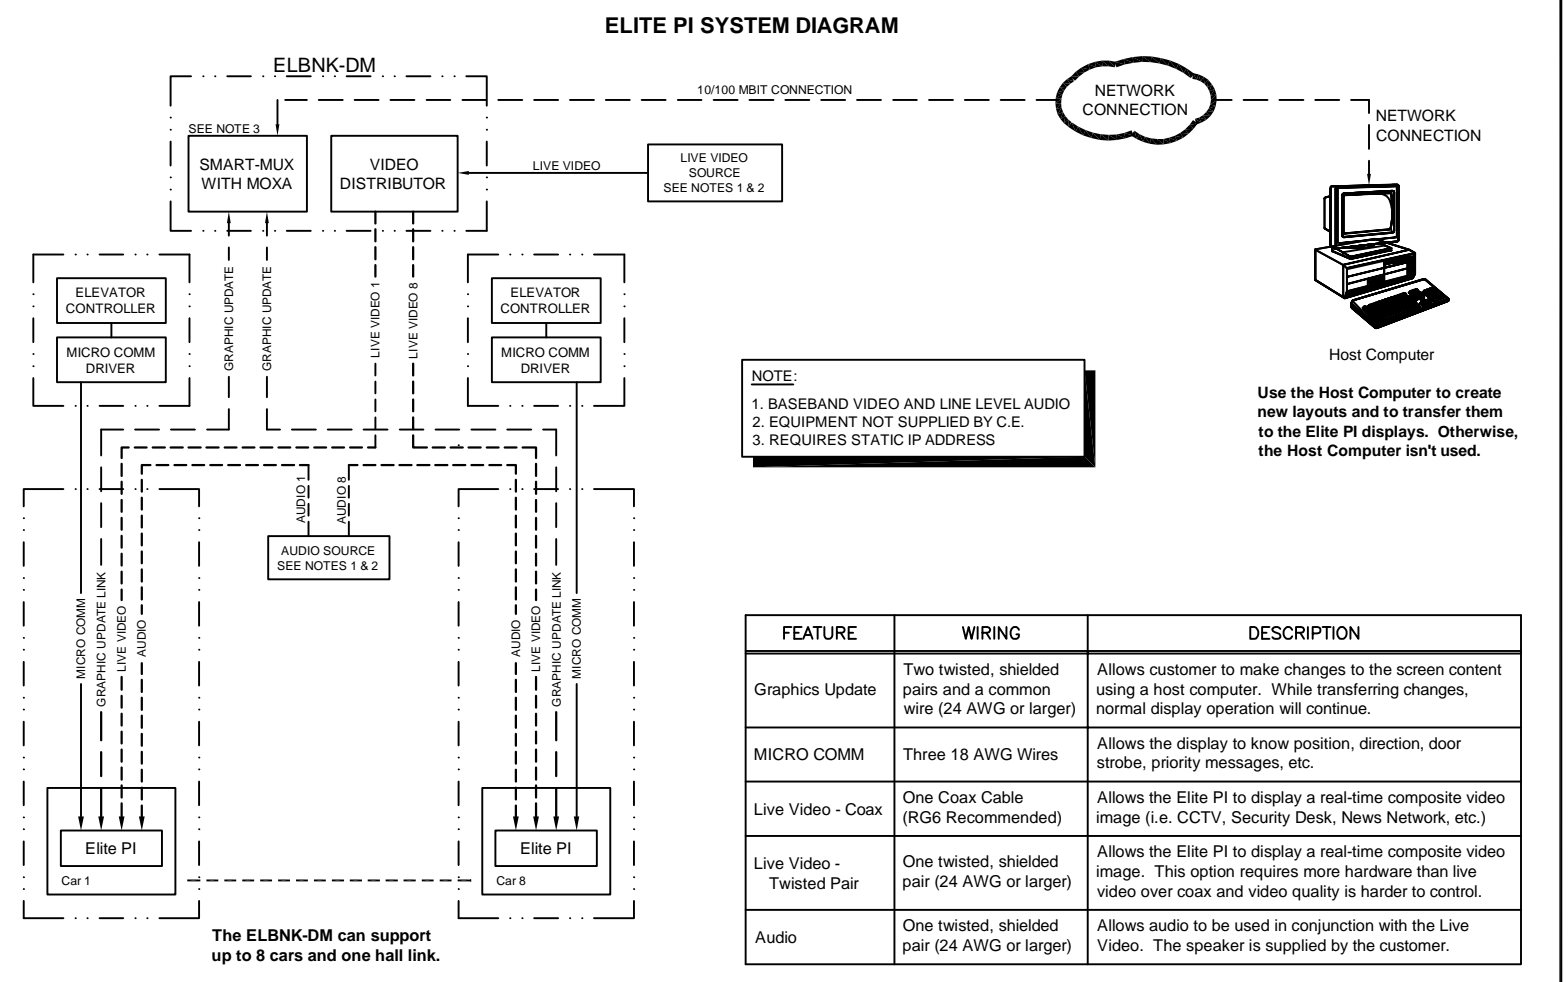 ELITE PI SYSTEM DIAGRAM
ELBNK-DM
10/100 MBIT CONNECTION
NETWORK
CONNECTION
NETWORK
CONNECTION
SEE NOTE 3
SMART-MUX
WITH MOXA
VIDEO
DISTRIBUTOR
LIVE VIDEO
LIVE VIDEO
SOURCE
SEE NOTES 1 & 2
ELEVATOR
CONTROLLER
MICRO COMM
DRIVER
GRAPHIC UPDATE
GRAPHIC UPDATE
LIVE VIDEO 1
LIVE VIDEO 8
ELEVATOR
CONTROLLER
MICRO COMM
DRIVER
Host Computer
Use the Host Computer to create
new layouts and to transfer them
to the Elite PI displays. Otherwise,
the Host Computer isn't used.
NOTE:
1. BASEBAND VIDEO AND LINE LEVEL AUDIO
2. EQUIPMENT NOT SUPPLIED BY C.E.
3. REQUIRES STATIC IP ADDRESS
AUDIO 1
AUDIO 8
AUDIO SOURCE
SEE NOTES 1 & 2
MICRO COMM
GRAPHIC UPDATE LINK
LIVE VIDEO
AUDIO
AUDIO
LIVE VIDEO
GRAPHIC UPDATE LINK
MICRO COMM
Elite PI
Car 1
Elite PI
Car 8
The ELBNK-DM can support
up to 8 cars and one hall link.
FEATURE WIRING DESCRIPTION
Graphics Update
Two twisted, shielded
pairs and a common
wire (24 AWG or larger)
Allows customer to make changes to the screen content
using a host computer. While transferring changes,
normal display operation will continue.
MICRO COMM
Three 18 AWG Wires
Allows the display to know position, direction, door
strobe, priority messages, etc.
Live Video - Coax
One Coax Cable
(RG6 Recommended)
Allows the Elite PI to display a real-time composite video
image (i.e. CCTV, Security Desk, News Network, etc.)
Live Video -
Twisted Pair
One twisted, shielded
pair (24 AWG or larger)
Allows the Elite PI to display a real-time composite video
image. This option requires more hardware than live
video over coax and video quality is harder to control.
Audio
One twisted, shielded
pair (24 AWG or larger)
Allows audio to be used in conjunction with the Live
Video. The speaker is supplied by the customer.